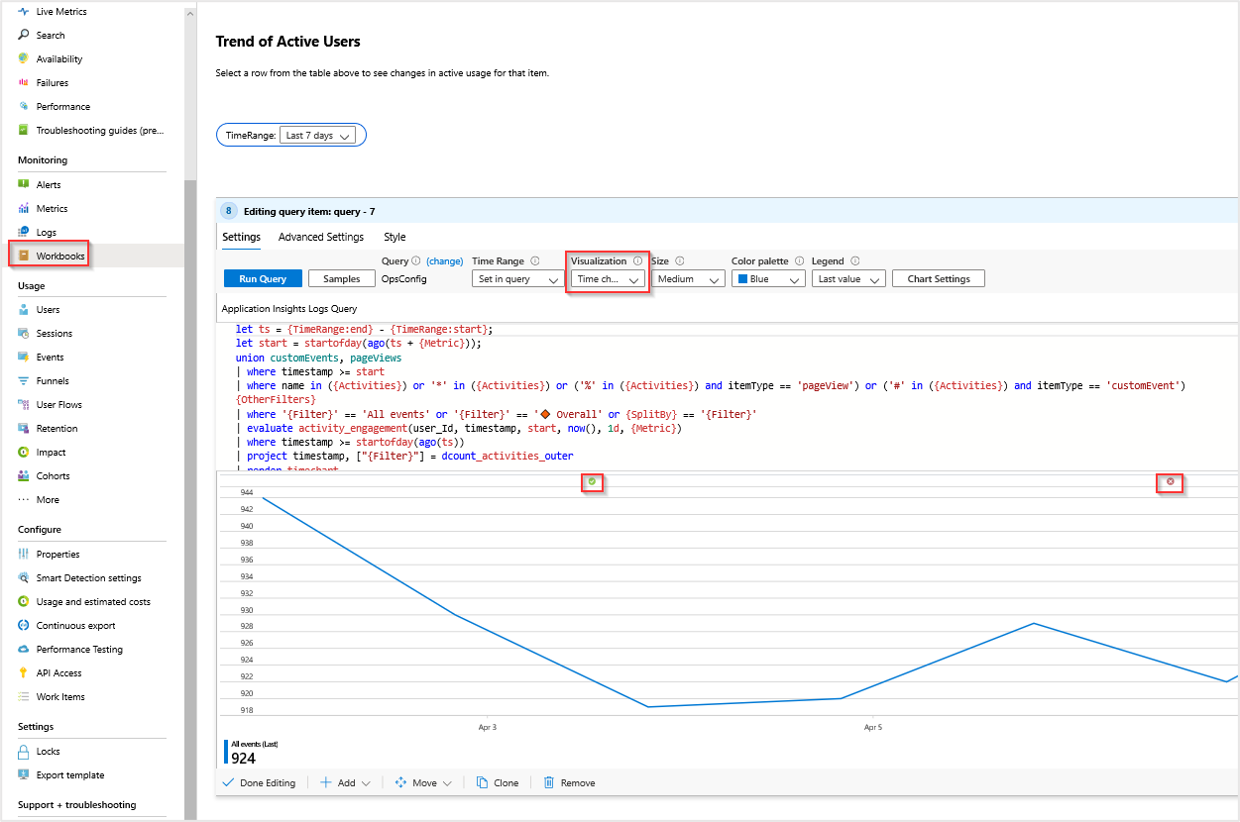 Live Metrics
Search
Availability
Failures
Performance
Troubleshooting guides (pre...
Monitoring
Alerts
Metrics
Logs
Workbooks
Usage
Users
Sessions
Events
Funnels
User Flows
Retention
Impact
Cohorts
More
Configure
Properties
Smart Detection settings
Usage and estimated costs
Continuous export
Performance Testing
API Access
Work Items
Settings
Locks
Export template
Support + troubleshooting
Trend of Active Users
Select a row from the table above to see changes in active usage for that item.
TimeRange: Last 7 days
8 Editing query item: query - 7
Settings Advanced Settings Style
Query (change) Time Range Visualization Size Color palette Legend
Run Query Samples OpsConfig Set in query Time ch... Medium Blue Last value Chart Settings
Application Insights Logs Query
let ts = {TimeRange:end} - {TimeRange:start};
let start = startofday(ago(ts + {Metric}));
union customEvents, pageViews
| where timestamp >= start
| where name in ({Activities}) or '*' in ({Activities}) or ('%' in ({Activities}) and itemType == 'pageView') or ('#' in ({Activities}) and itemType == 'customEvent')
{OtherFilters}
| where '{Filter}' == 'All events' or '{Filter}' == '🔶 Overall' or {SplitBy} == '{Filter}'
| evaluate activity_engagement(user_Id, timestamp, start, now(), 1d, {Metric})
| where timestamp >= startofday(ago(ts))
| project timestamp, ["{Filter}"] = dcount_activities_outer
| render timechart
944
942
940
938
936
934
932
930
928
926
924
922
920
918
Apr 3 Apr 5
All events (Last)
924
Done Editing Add Move Clone Remove